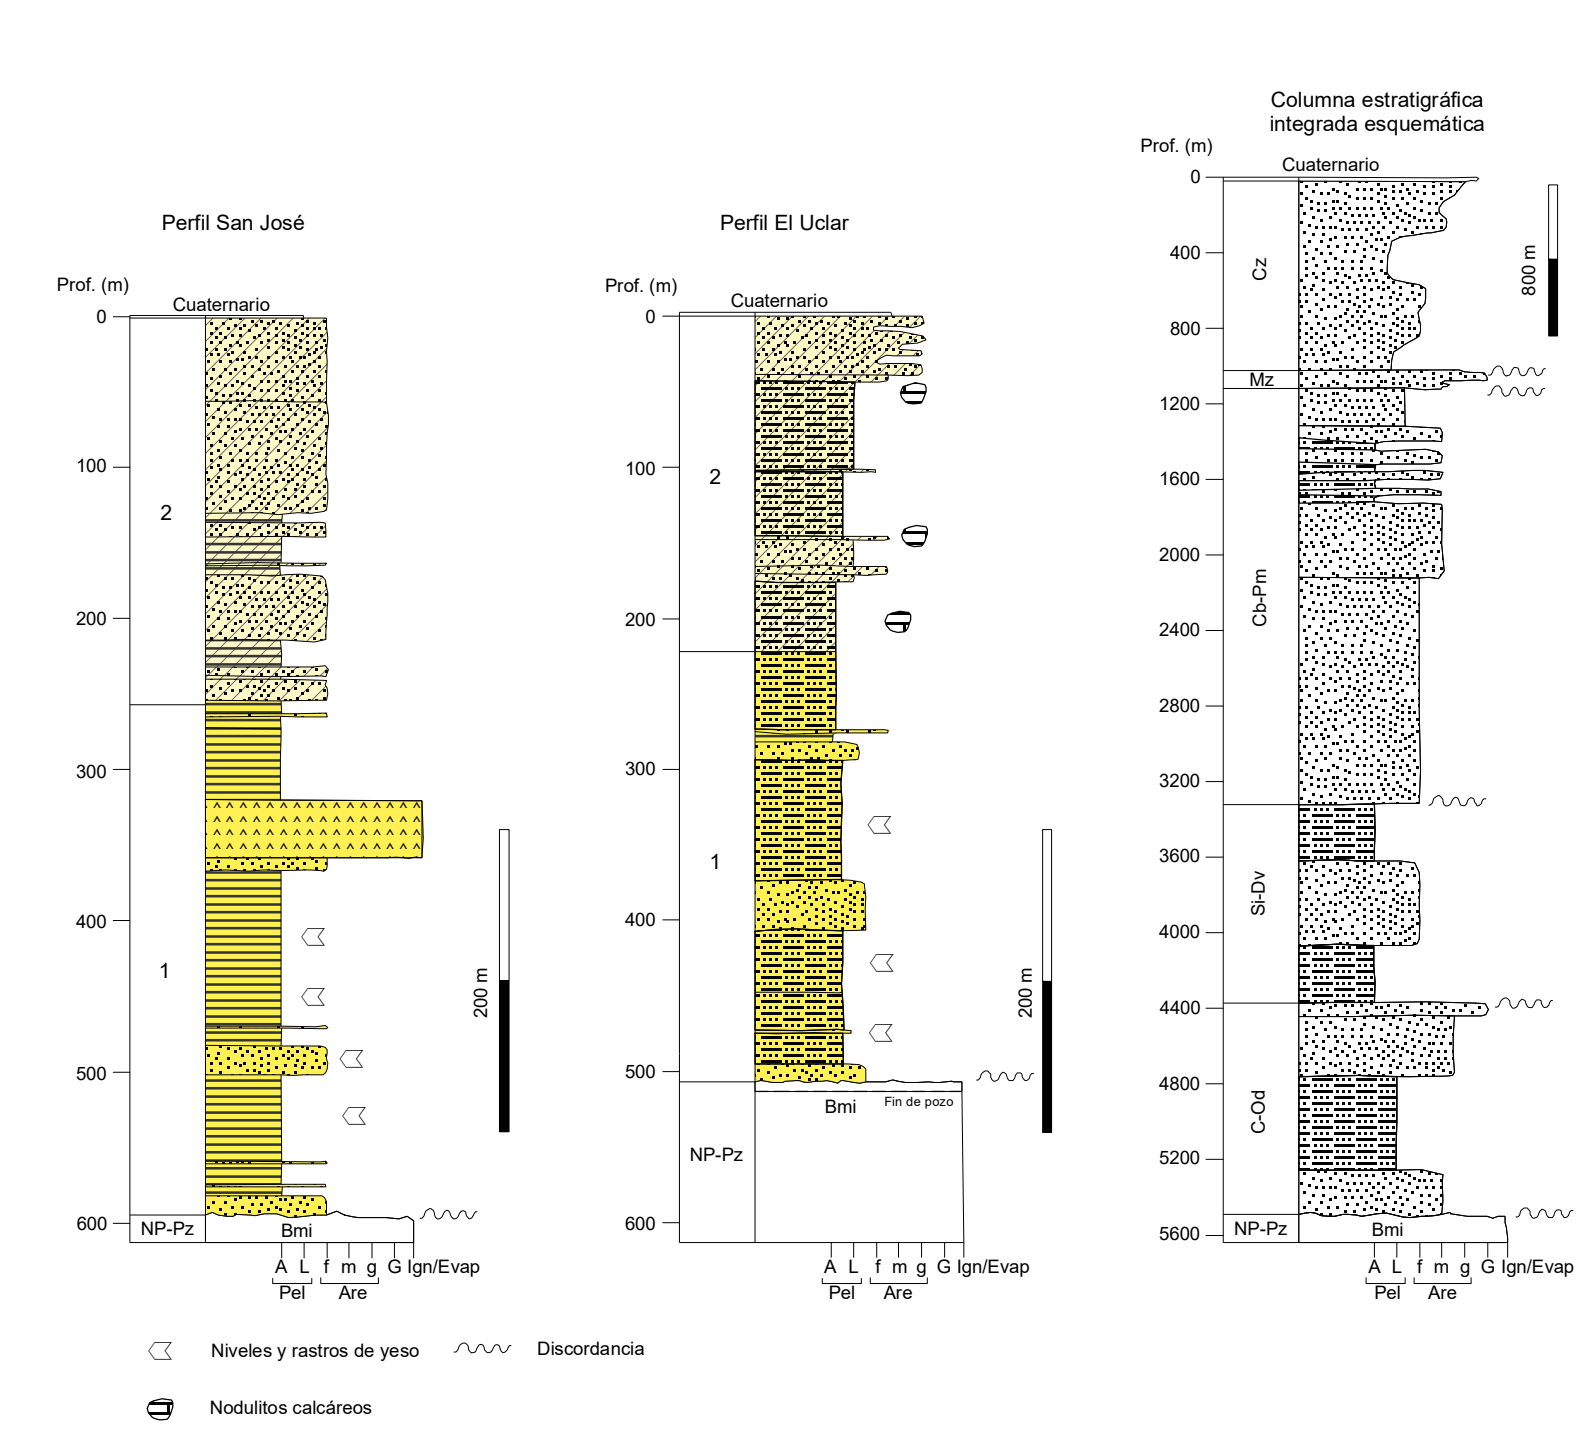 Perfil San José
Prof. (m)
Cuaternario
0
100
200
300
400
500
600
2
1
NP-Pz
Bmi
A L f m g G Ign/Evap
Pel Are
200 m
Perfil El Uclar
Prof. (m)
Cuaternario
0
100
200
300
400
500
600
2
1
NP-Pz
Bmi
Fin de pozo
A L f m g G Ign/Evap
Pel Are
200 m
Columna estratigráfica
integrada esquemática
Prof. (m)
Cuaternario
0
400
800
1200
1600
2000
2400
2800
3200
3600
4000
4400
4800
5200
5600
Cz
Mz
Cb-Pm
Si-Dv
C-Od
NP-Pz
Bmi
A L f m g G Ign/Evap
Pel Are
800 m
Niveles y rastros de yeso
Discordancia
Nodulitos calcáreos